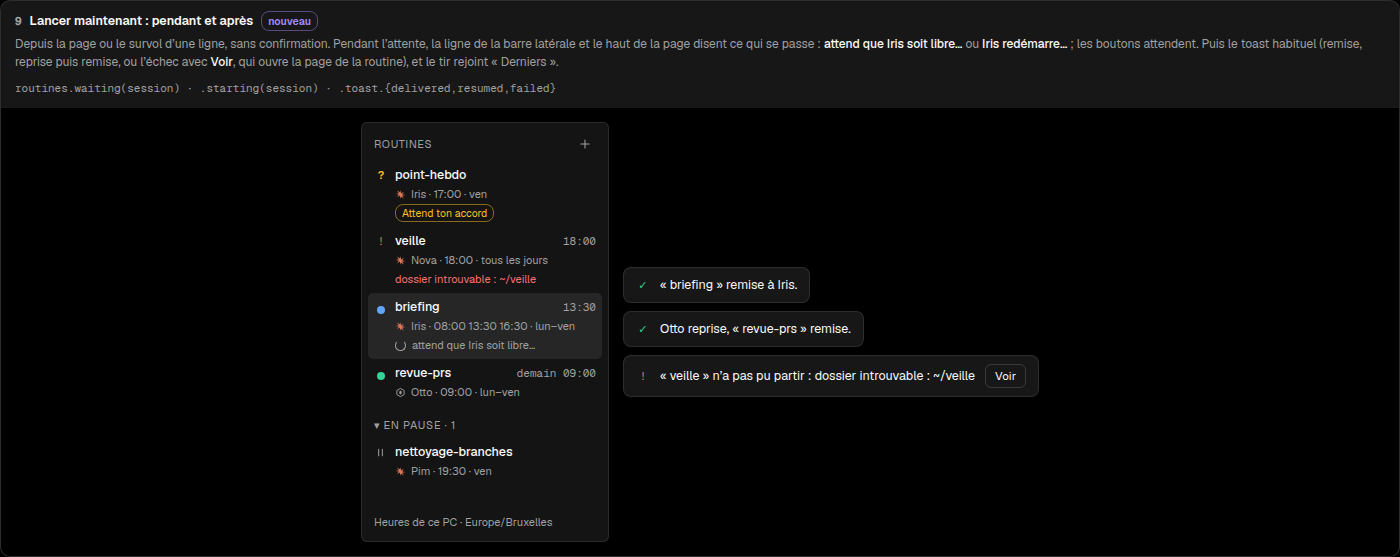 9 Lancer maintenant : pendant et après nouveau
Depuis la page ou le survol d'une ligne, sans confirmation. Pendant l'attente, la ligne de la barre latérale et le haut de la page disent ce qui se passe : attend que Iris soit libre… ou Iris redémarre… ; les boutons attendent. Puis le toast habituel (remise,
reprise puis remise, ou l'échec avec Voir, qui ouvre la page de la routine), et le tir rejoint « Derniers ».
routines.waiting(session) · .starting(session) · .toast.{delivered,resumed,failed}
ROUTINES +
? point-hebdo
Iris · 17:00 · ven
Attend ton accord
! veille 18:00
Nova · 18:00 · tous les jours
dossier introuvable : ~/veille
briefing 13:30
Iris · 08:00 13:30 16:30 · lun–ven
attend que Iris soit libre…
revue-prs demain 09:00
Otto · 09:00 · lun–ven
▾ EN PAUSE · 1
nettoyage-branches
Pim · 19:30 · ven
Heures de ce PC · Europe/Bruxelles
✓ « briefing » remise à Iris.
✓ Otto reprise, « revue-prs » remise.
! « veille » n'a pas pu partir : dossier introuvable : ~/veille Voir